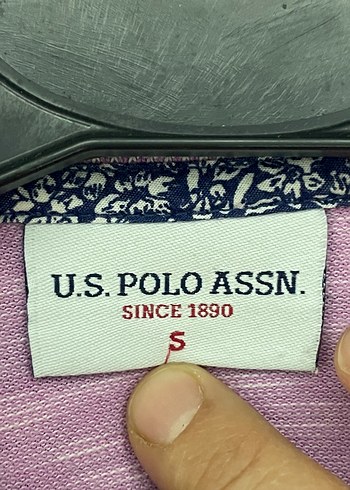 U.S. POLO ASSN.
SINCE 1890
S